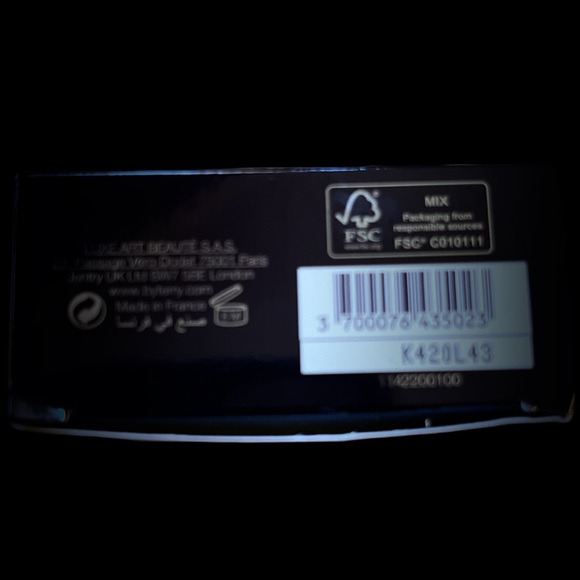 LUXE ART BEAUTÉ S.A.S.
Passage Véro-Dodat 75001 Paris
UK Ltd SW7 5BE London
www.byterry.com
Made in France
صنع في فرنسا
FSC
MIX
Packaging from
responsible sources
FSC® C010111
3 700076 435023
K420L43
1142200100